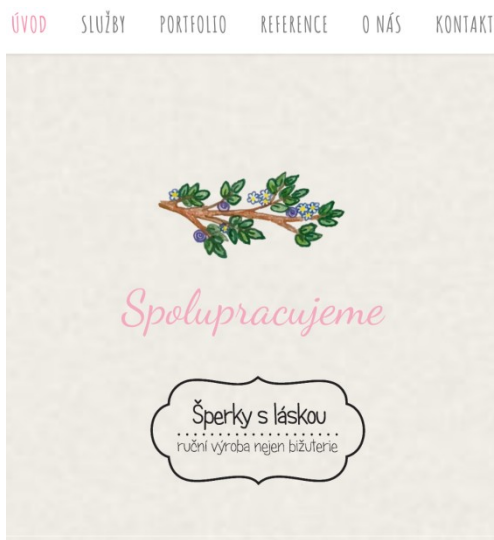 ÚVOD SLUŽBY PORTFOLIO REFERENCE O NÁS KONTAKT
Spolupracujeme
Šperky s láskou
ruční výroba nejen bižuterie